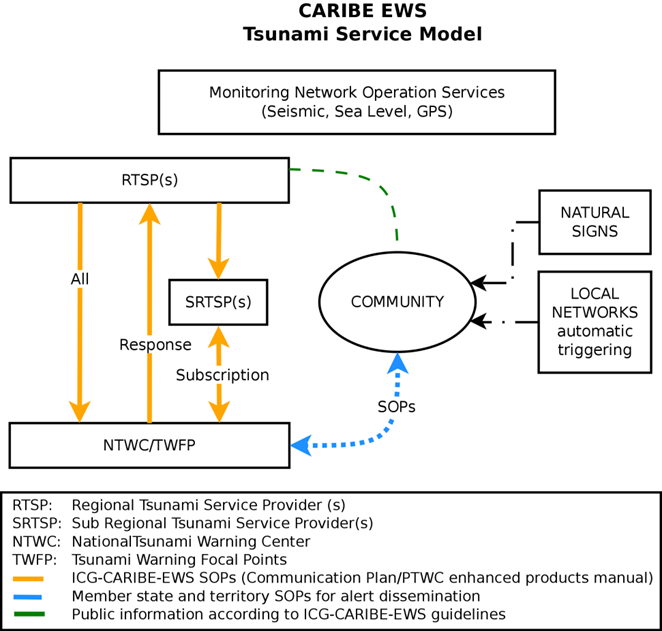 CARIBE EWS
Tsunami Service Model
Monitoring Network Operation Services
(Seismic, Sea Level, GPS)
RTSP(s)
NATURAL
SIGNS
All
SRTSP(s)
COMMUNITY
LOCAL
NETWORKS
automatic
triggering
Response
Subscription
SOPs
NTWC/TWFP
RTSP: Regional Tsunami Service Provider (s)
SRTSP: Sub Regional Tsunami Service Provider(s)
NTWC: NationalTsunami Warning Center
TWFP: Tsunami Warning Focal Points
ICG-CARIBE-EWS SOPs (Communication Plan/PTWC enhanced products manual)
Member state and territory SOPs for alert dissemination
Public information according to ICG-CARIBE-EWS guidelines